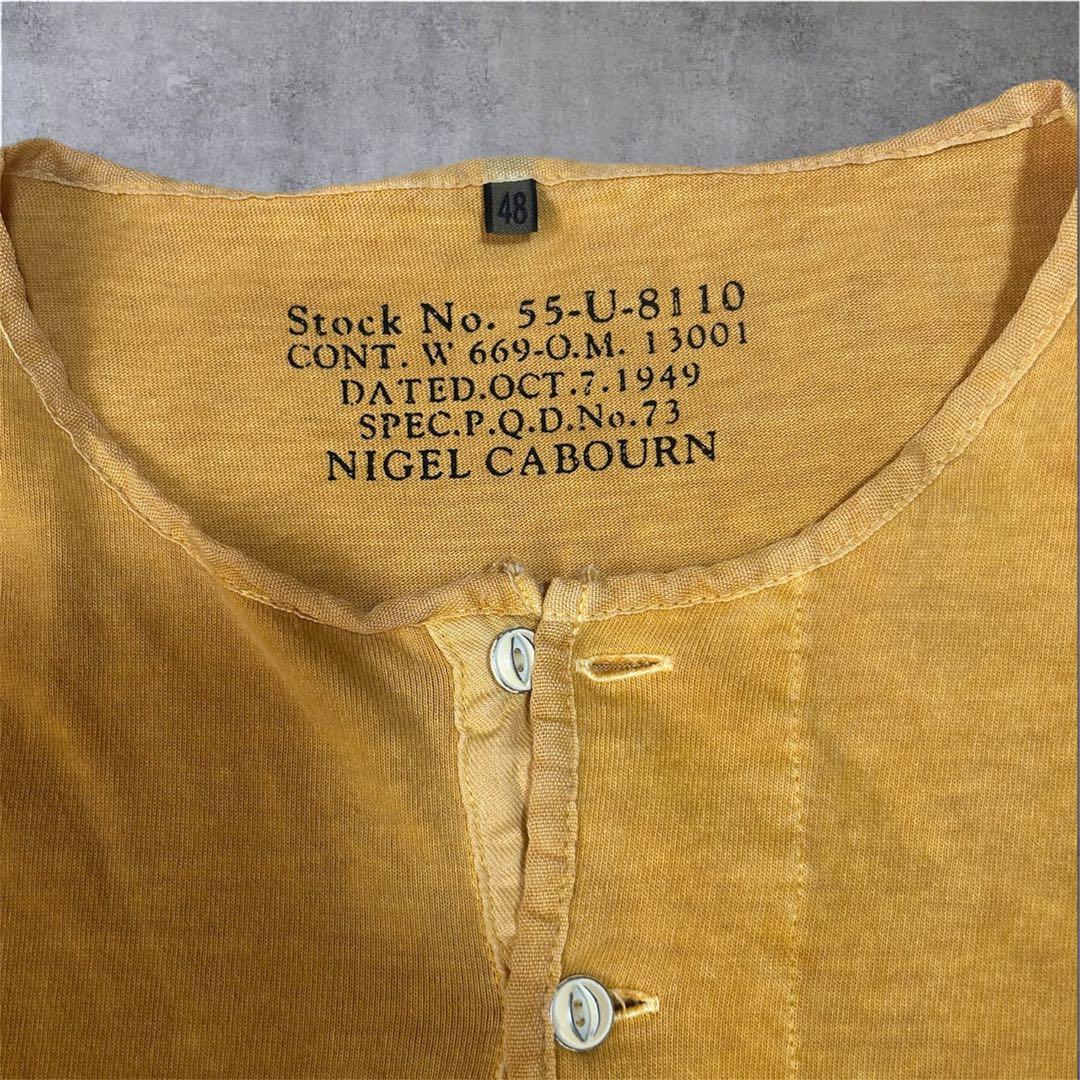 48
Stock No. 55-U-8110
CONT. W 669-O.M. 13001
DATED.OCT.7.1949
SPEC.P.Q.D.No.73
NIGEL CABOURN